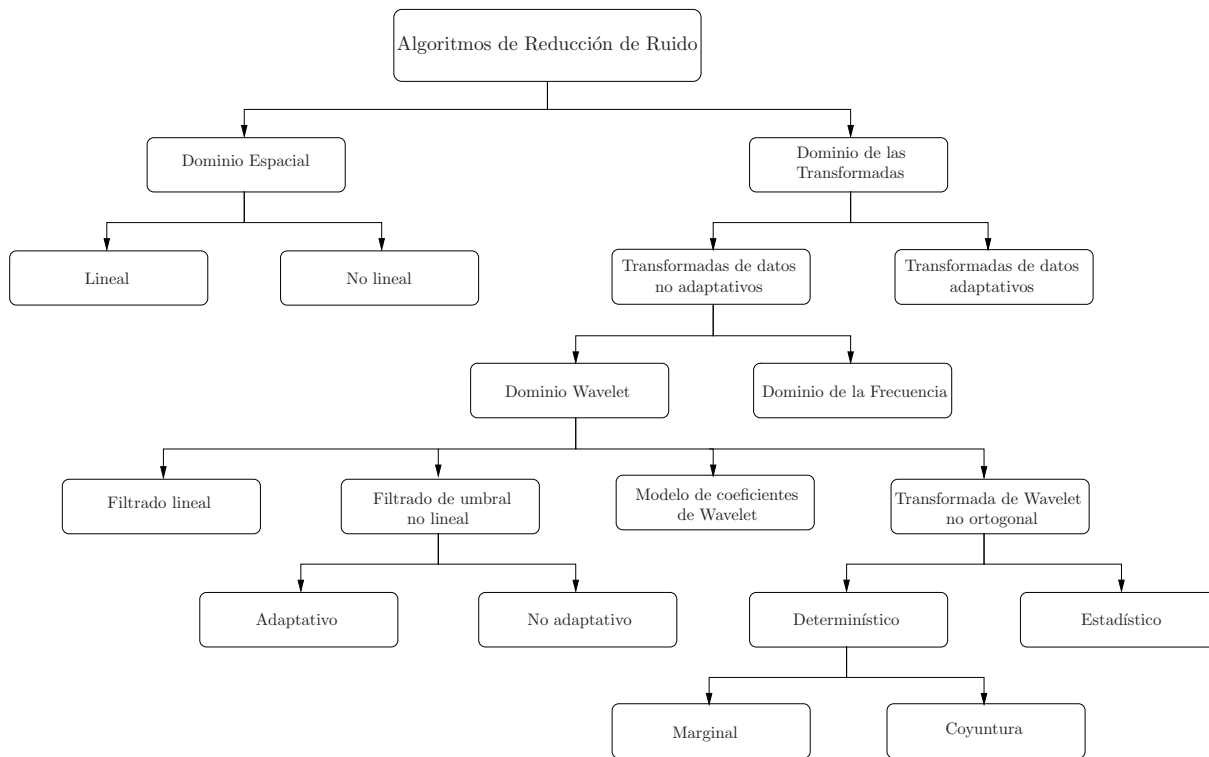 Algoritmos de Reducción de Ruido
Dominio Espacial
Dominio de las
Transformadas
Lineal
No lineal
Transformadas de datos
no adaptativos
Transformadas de datos
adaptativos
Dominio Wavelet
Dominio de la Frecuencia
Filtrado lineal
Filtrado de umbral
no lineal
Modelo de coeficientes
de Wavelet
Transformada de Wavelet
no ortogonal
Adaptativo
No adaptativo
Determinístico
Estadístico
Marginal
Coyuntura